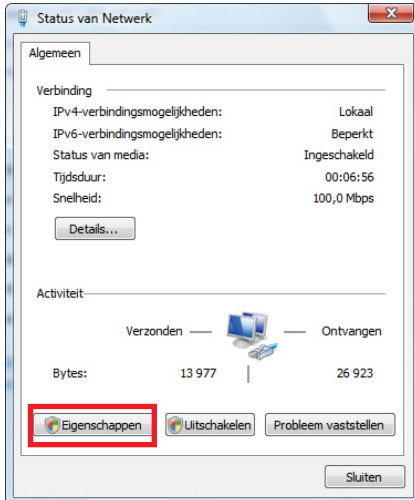 Status van Netwerk
Algemeen
Verbinding
IPv4-verbindingsmogelijkheden: Lokaal
IPv6-verbindingsmogelijkheden: Beperkt
Status van media: Ingeschakeld
Tijdsduur: 00:06:56
Snelheid: 100,0 Mbps
Details...
Activiteit
Verzonden Ontvangen
Bytes: 13 977 26 923
Eigenschappen Uitschakelen Probleem vaststellen
Sluiten